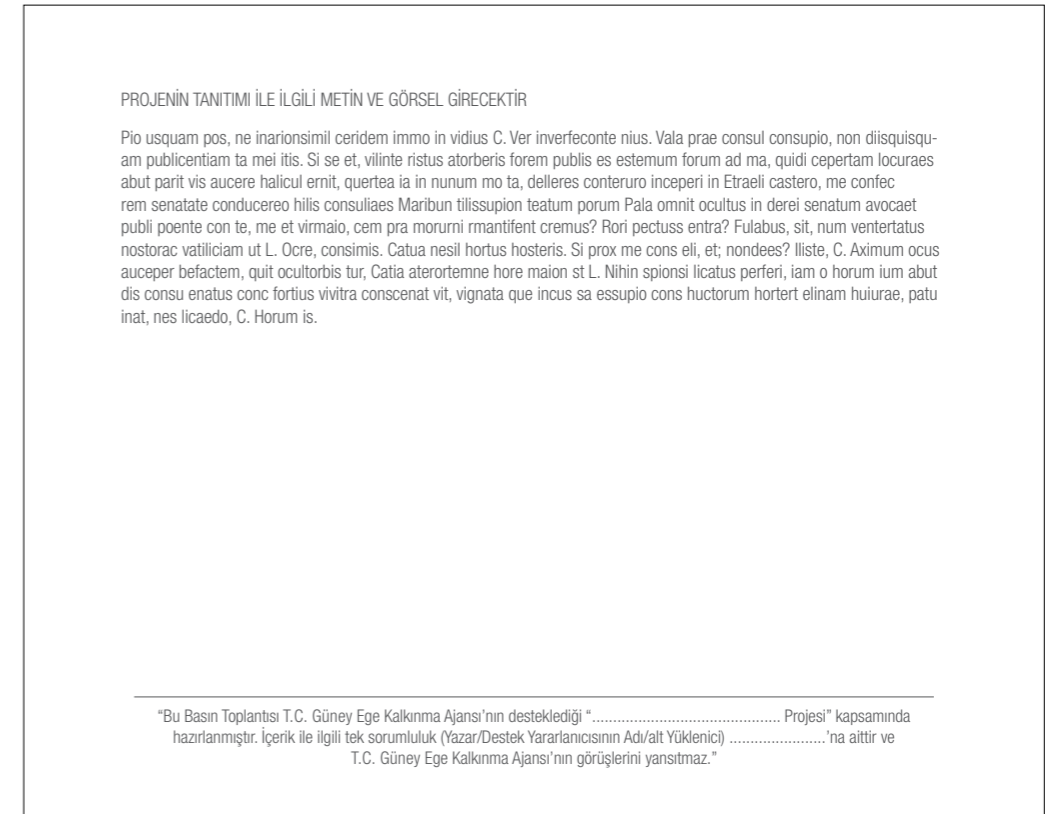 PROJENİN TANITIMI İLE İLGİLİ METİN VE GÖRSEL GİRECEKTİR
Pio usquam pos, ne inarionsimil ceridem immo in vidius C. Ver inverfeconte nius. Vala prae consul consupio, non diisquisqu-
am publicentiam ta mei itis. Si se et, vilinte ristus atorberis forem publis es estemum forum ad ma, quidi cepertam locuraes
abut parit vis aucere halicul ernit, quertea ia in nunum mo ta, delleres conteruro inceperi in Etraeli castero, me confec
rem senatate conducereo hilis consuliaes Maribun tilissupion teatum porum Pala omnit ocultus in derei senatum avocaet
publi poente con te, me et virmaio, cem pra morurni rmantifent cremus? Rori pectuss entra? Fulabus, sit, num ventertatus
nostorac vatiliciam ut L. Ocre, consimis. Catua nesil hortus hosteris. Si prox me cons eli, et; nondees? Iliste, C. Aximum ocus
auceper befactem, quit ocultorbis tur, Catia aterortemne hore maion st L. Nihin spionsi licatus perferi, iam o horum ium abut
dis consu enatus conc fortius vivitra conscenat vit, vignata que incus sa essupio cons huctorum hortert elinam huiurae, patu
inat, nes licaedo, C. Horum is.
“Bu Basın Toplantısı T.C. Güney Ege Kalkınma Ajansı’nın desteklediği “............................................. Projesi” kapsamında
hazırlanmıştır. İçerik ile ilgili tek sorumluluk (Yazar/Destek Yararlanıcısının Adı/alt Yüklenici) .......................’na aittir ve
T.C. Güney Ege Kalkınma Ajansı’nın görüşlerini yansıtmaz.”